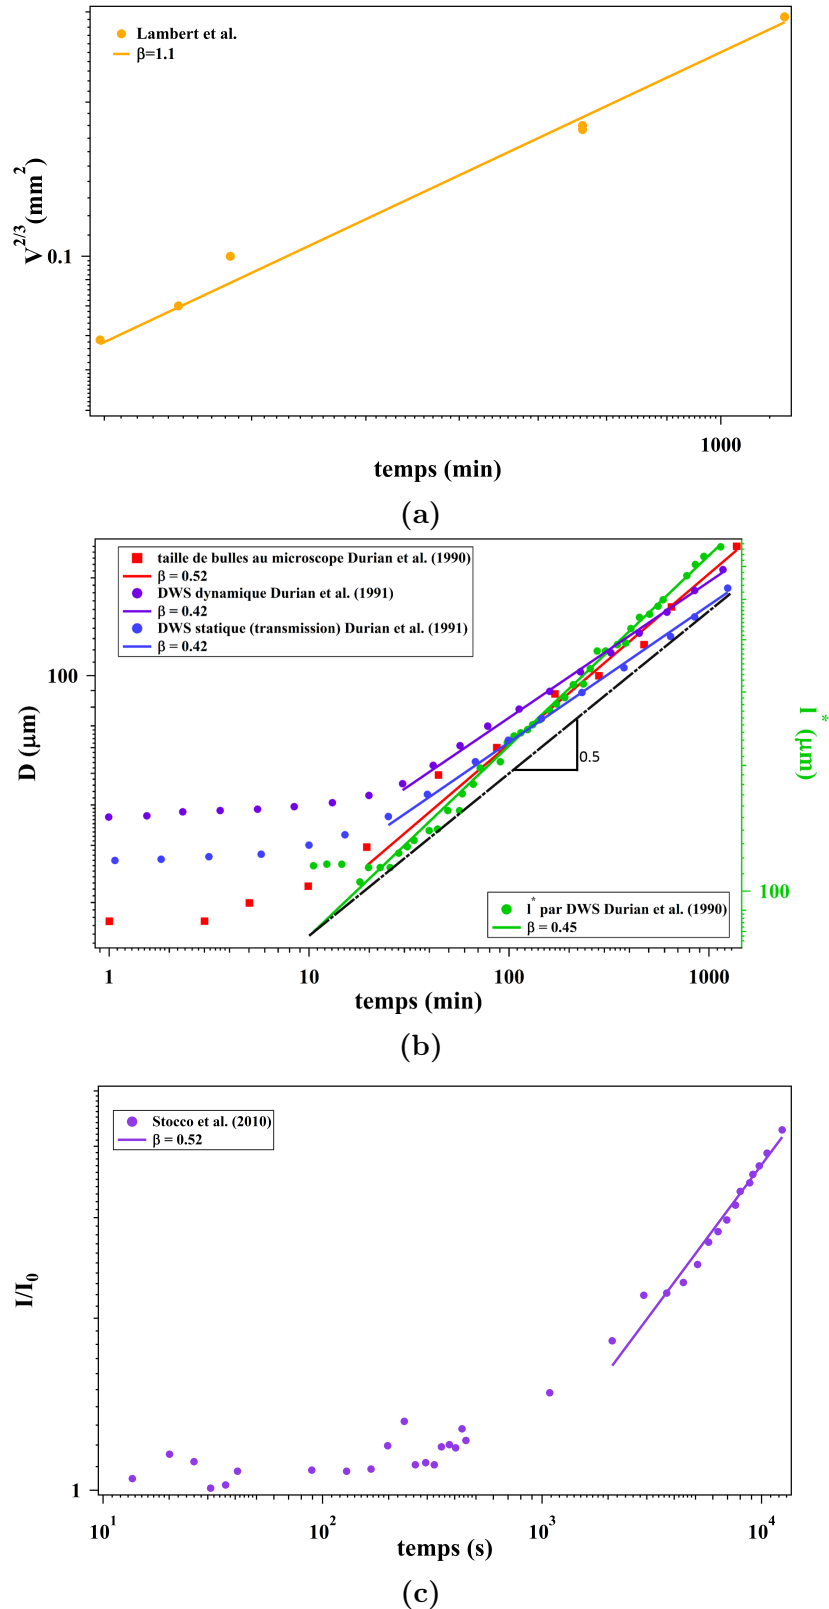 Lambert et al.
β=1.1
V^2/3 (mm^2)
0.1
1000
temps (min)
(a)
taille de bulles au microscope Durian et al. (1990)
β = 0.52
DWS dynamique Durian et al. (1991)
β = 0.42
DWS statique (transmission) Durian et al. (1991)
β = 0.42
100
D (μm)
l* (μm)
0.5
l* par DWS Durian et al. (1990)
β = 0.45
100
1 10 100 1000
temps (min)
(b)
Stocco et al. (2010)
β = 0.52
I/I₀
1
10^1 10^2 10^3 10^4
temps (s)
(c)